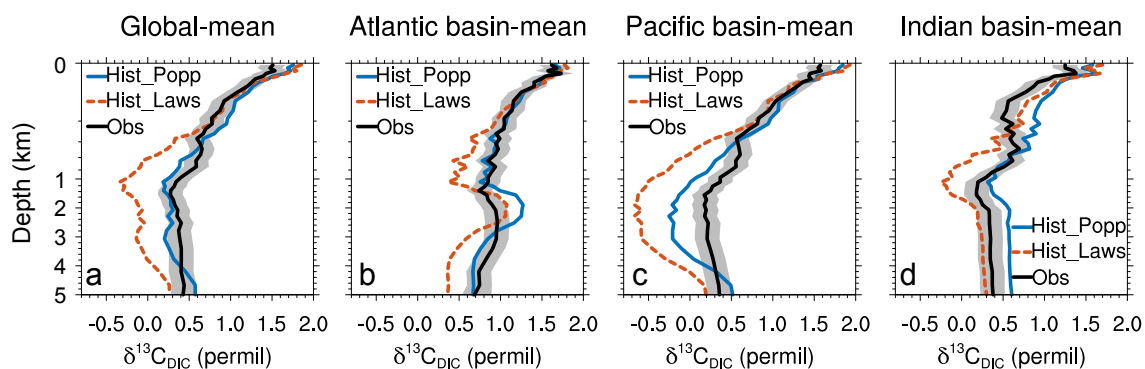 Global-mean
Atlantic basin-mean
Pacific basin-mean
Indian basin-mean
Depth (km)
0
1
2
3
4
5
Hist_Popp
Hist_Laws
Obs
a
Hist_Popp
Hist_Laws
Obs
b
Hist_Popp
Hist_Laws
Obs
c
Hist_Popp
Hist_Laws
Obs
d
-0.5 0.0 0.5 1.0 1.5 2.0
-0.5 0.0 0.5 1.0 1.5 2.0
-0.5 0.0 0.5 1.0 1.5 2.0
-0.5 0.0 0.5 1.0 1.5 2.0
δ¹³C_DIC (permil)
δ¹³C_DIC (permil)
δ¹³C_DIC (permil)
δ¹³C_DIC (permil)